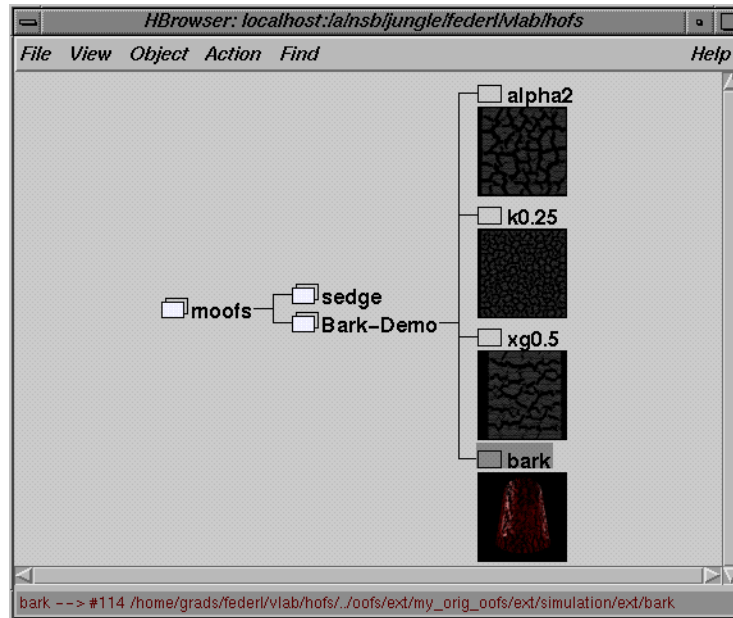 HBrowser: localhost:/a/nsb/jungle/federl/vlab/hofs
File View Object Action Find Help
alpha2
k0.25
sedge
moofs
Bark-Demo
xg0.5
bark
bark --> #114 /home/grads/federl/vlab/hofs/../oofs/ext/my_orig_oofs/ext/simulation/ext/bark